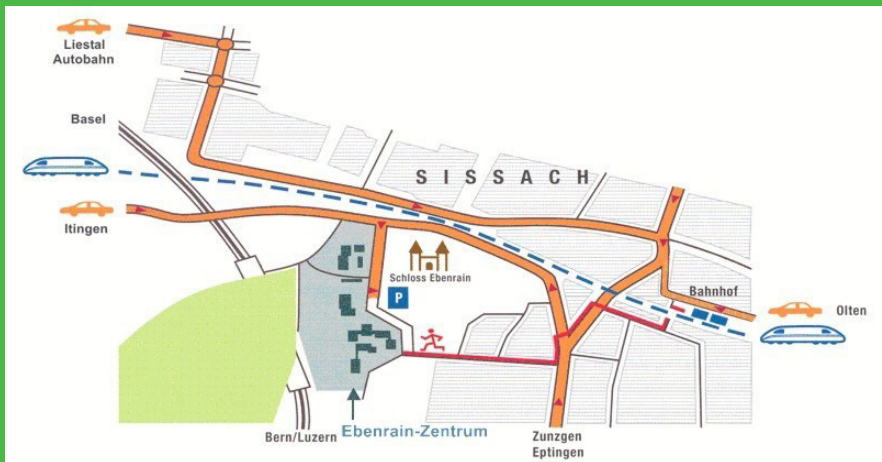 Liestal
Autobahn
Basel
SISSACH
Itingen
Schloss Ebenrain
P
Bahnhof
Olten
Bern/Luzern
Ebenrain-Zentrum
Zunzgen
Eptingen